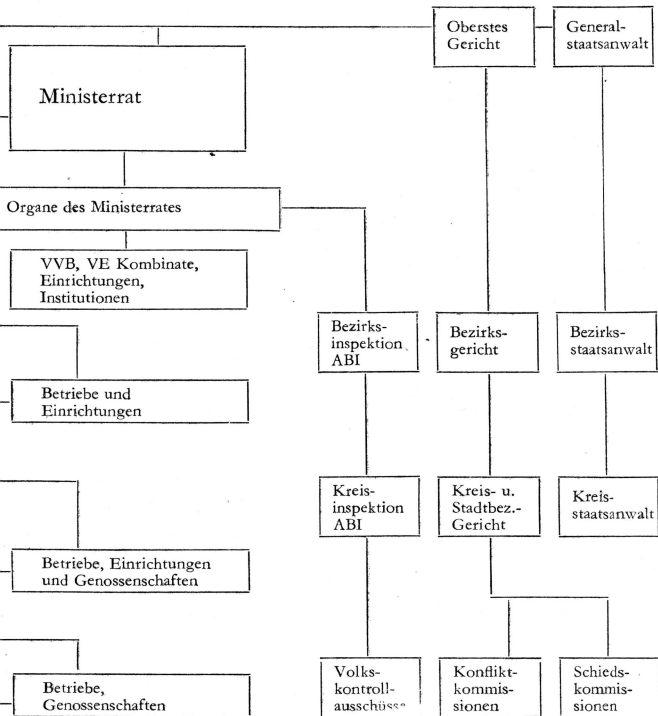 Oberstes
Gericht
General-
staatsanwalt
Ministerrat
Organe des Ministerrates
VVB, VE Kombinate,
Einrichtungen,
Institutionen
Bezirks-
inspektion
ABI
Bezirks-
gericht
Bezirks-
staatsanwalt
Betriebe und
Einrichtungen
Kreis-
inspektion
ABI
Kreis- u.
Stadtbez.-
Gericht
Kreis-
staatsanwalt
Betriebe, Einrichtungen
und Genossenschaften
Volks-
kontroll-
ausschüsse
Konflikt-
kommis-
sionen
Schieds-
kommis-
sionen
Betriebe,
Genossenschaften